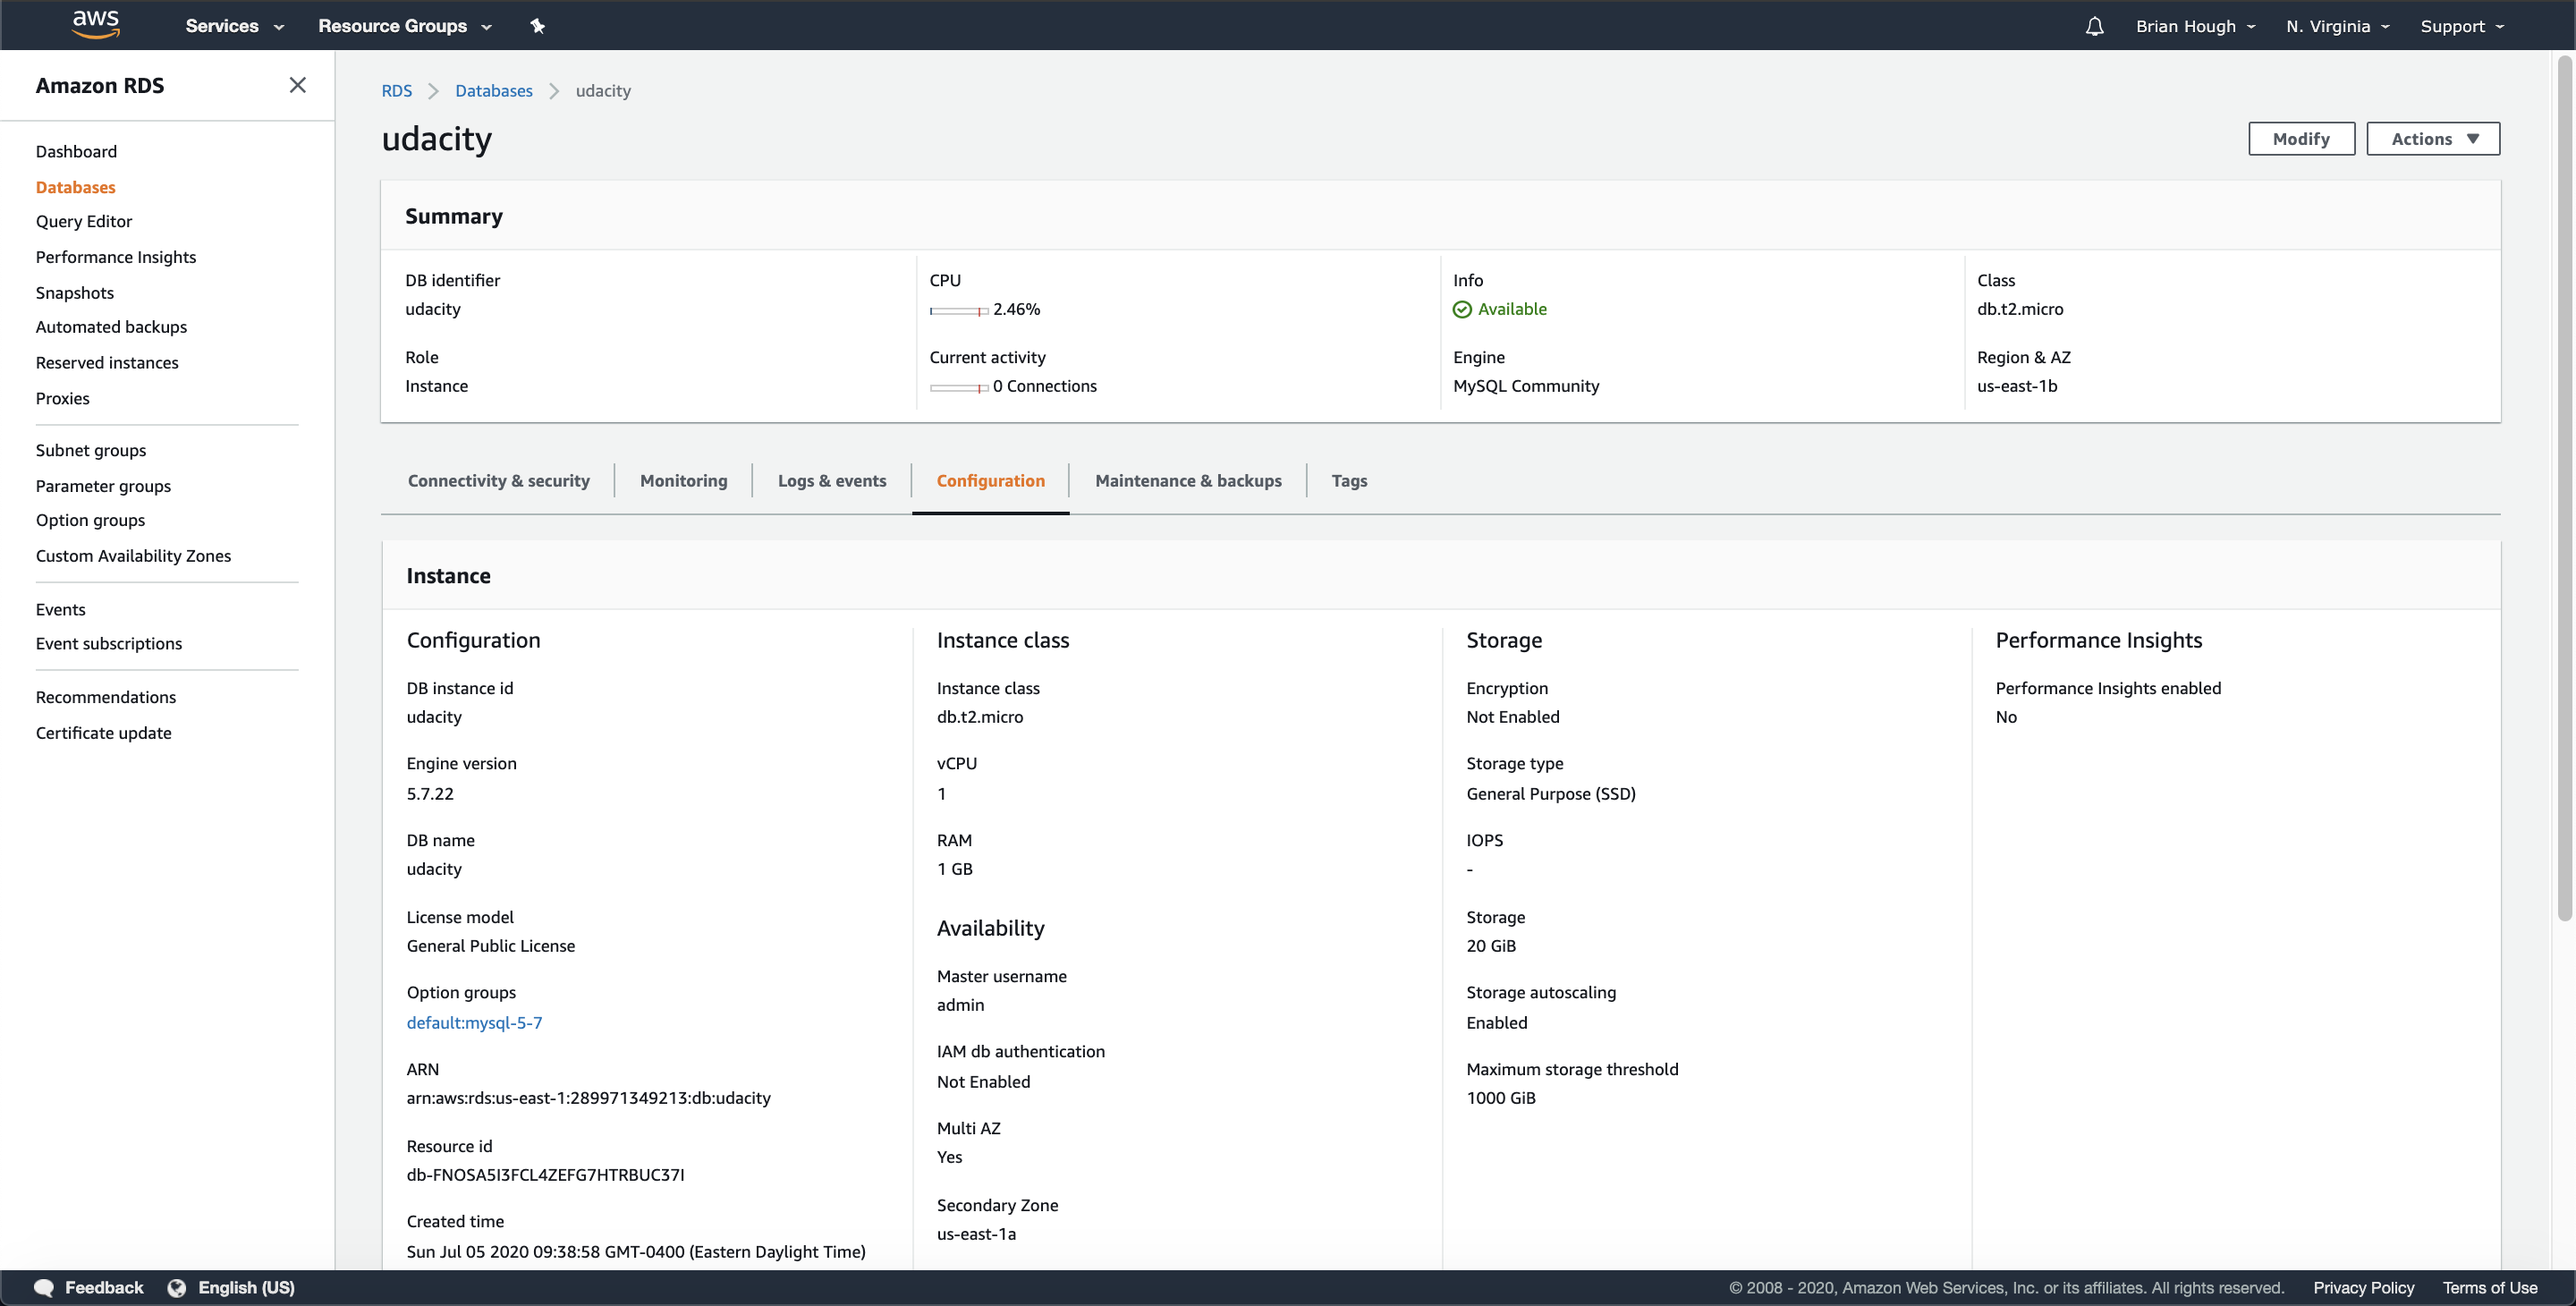 aws
Services
Resource Groups
Brian Hough
N. Virginia
Support
Amazon RDS
Dashboard
Databases
Query Editor
Performance Insights
Snapshots
Automated backups
Reserved instances
Proxies
Subnet groups
Parameter groups
Option groups
Custom Availability Zones
Events
Event subscriptions
Recommendations
Certificate update
RDS
Databases
udacity
udacity
Modify
Actions
Summary
DB identifier
udacity
Role
Instance
CPU
2.46%
Current activity
0 Connections
Info
Available
Engine
MySQL Community
Class
db.t2.micro
Region & AZ
us-east-1b
Connectivity & security
Monitoring
Logs & events
Configuration
Maintenance & backups
Tags
Instance
Configuration
DB instance id
udacity
Engine version
5.7.22
DB name
udacity
License model
General Public License
Option groups
default:mysql-5-7
ARN
arn:aws:rds:us-east-1:289971349213:db:udacity
Resource id
db-FNOSA5I3FCL4ZEFG7HTRBUC37I
Created time
Sun Jul 05 2020 09:38:58 GMT-0400 (Eastern Daylight Time)
Instance class
Instance class
db.t2.micro
vCPU
1
RAM
1 GB
Availability
Master username
admin
IAM db authentication
Not Enabled
Multi AZ
Yes
Secondary Zone
us-east-1a
Storage
Encryption
Not Enabled
Storage type
General Purpose (SSD)
IOPS
-
Storage
20 GiB
Storage autoscaling
Enabled
Maximum storage threshold
1000 GiB
Performance Insights
Performance Insights enabled
No
Feedback
English (US)
© 2008 - 2020, Amazon Web Services, Inc. or its affiliates. All rights reserved.
Privacy Policy
Terms of Use